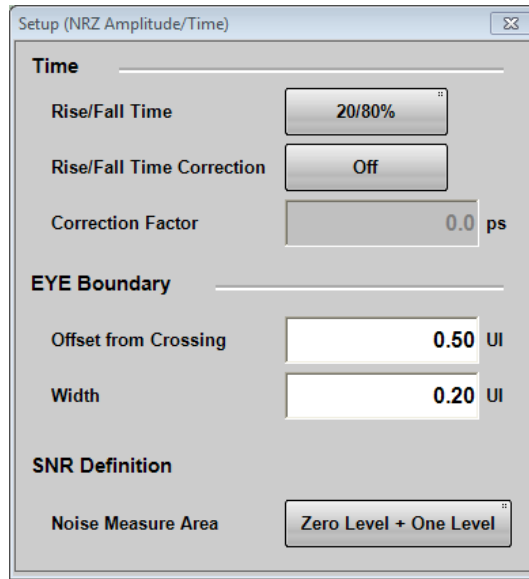 Setup (NRZ Amplitude/Time)
Time
Rise/Fall Time 20/80%
Rise/Fall Time Correction Off
Correction Factor 0.0 ps
EYE Boundary
Offset from Crossing 0.50 UI
Width 0.20 UI
SNR Definition
Noise Measure Area Zero Level + One Level